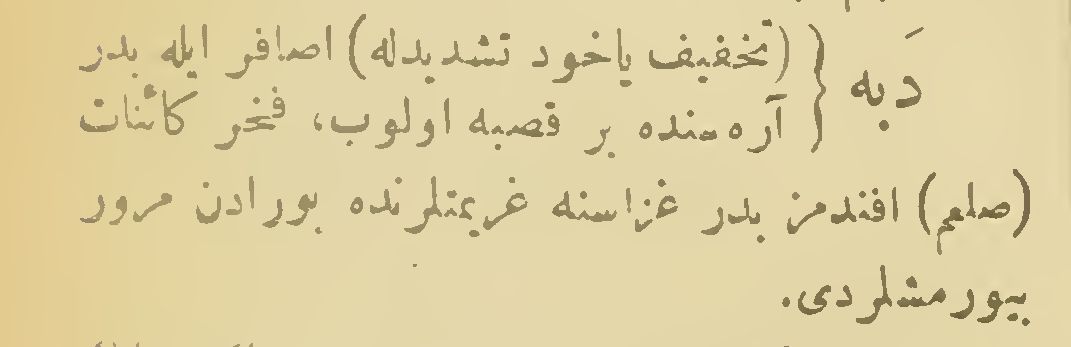 دَبه { (تخفیف یاخود تشدیدله) اصافر ایله بدر
آره‌سنده بر قصبه اولوب، فخر کائنات
(صلعم) افندمز بدر غزاسنه غریمتلرنده بورادن مرور
بیورمشلردی.